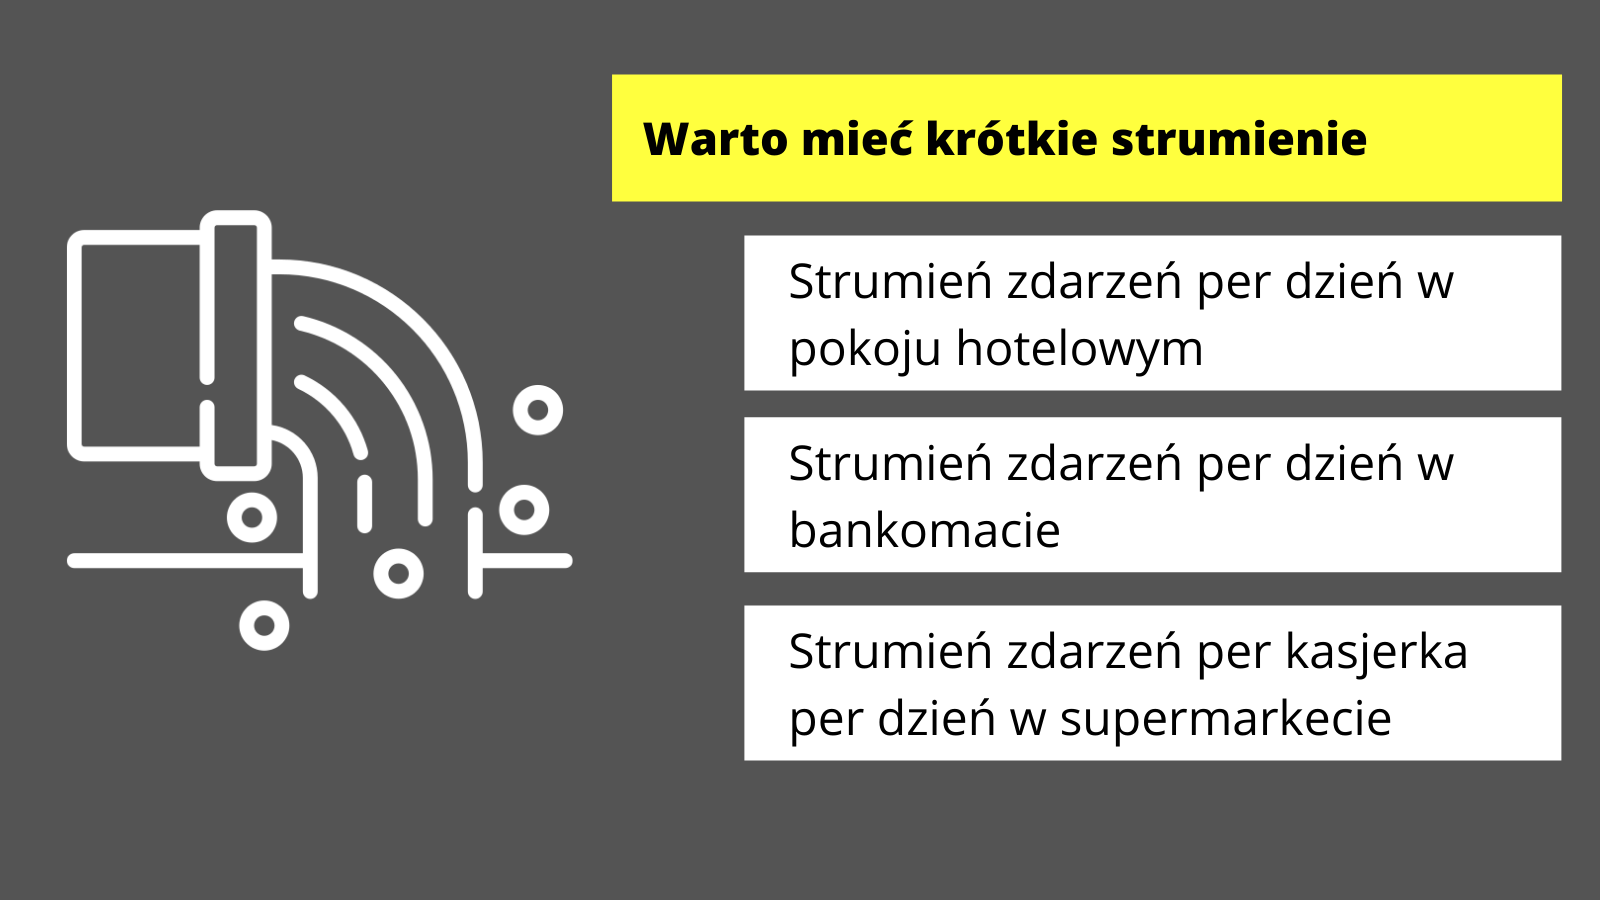 Warto mieć krótkie strumienie
Strumień zdarzeń per dzień w
pokoju hotelowym
Strumień zdarzeń per dzień w
bankomacie
Strumień zdarzeń per kasjerka
per dzień w supermarkecie